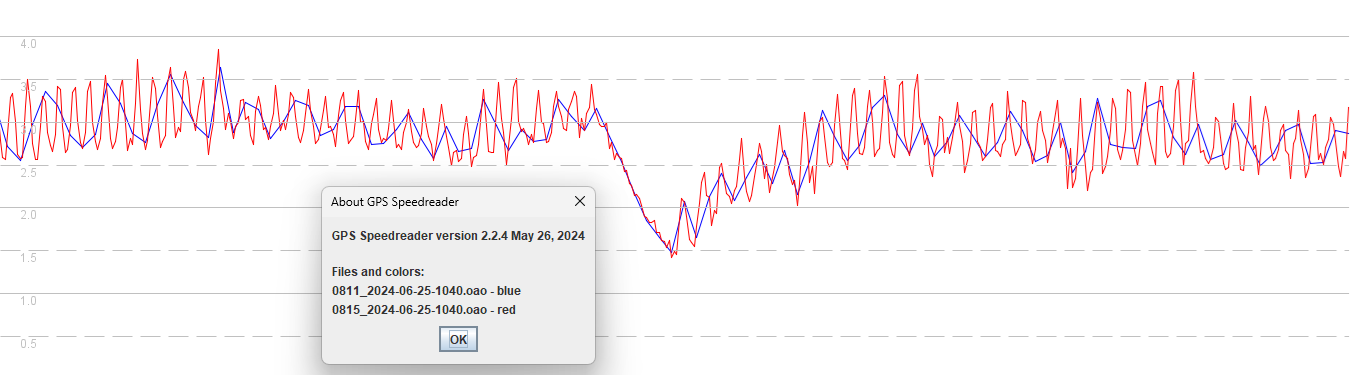 4.0
3.5
3.0
2.5
2.0
1.5
1.0
0.5
About GPS Speedreader
GPS Speedreader version 2.2.4 May 26, 2024
Files and colors:
0811_2024-06-25-1040.oao - blue
0815_2024-06-25-1040.oao - red
OK